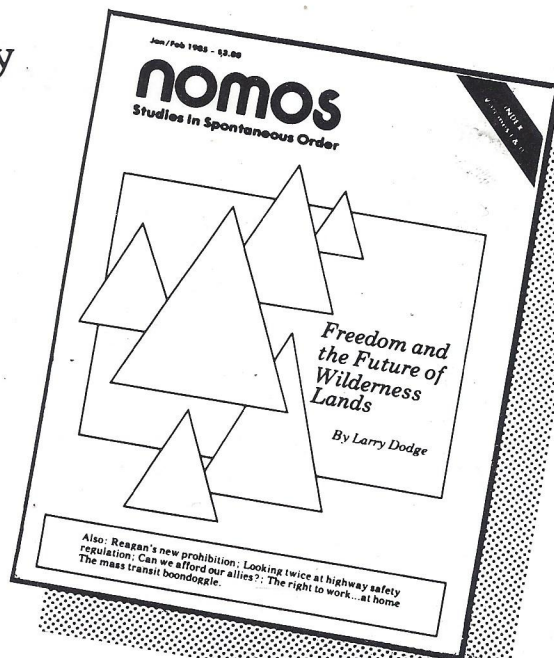 y
Jan/Feb 1985 - $3.00
nomos
Studies in Spontaneous Order
INDEX
Freedom and
the Future of
Wilderness
Lands
By Larry Dodge
Also: Reagan's new prohibition; Looking twice at highway safety
regulation; Can we afford our allies?; The right to work...at home
The mass transit boondoggle.